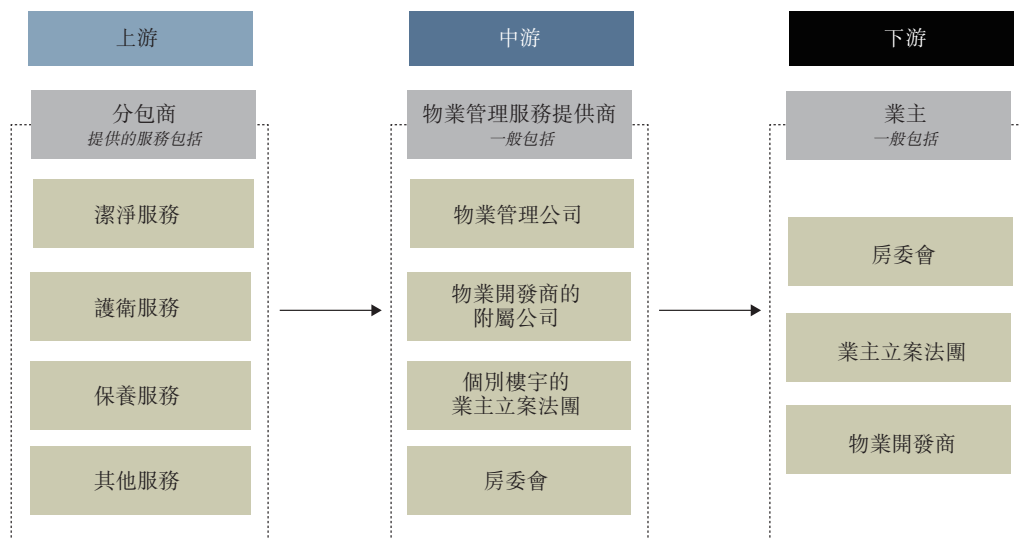 上游
分包商
提供的服務包括
潔淨服務
護衛服務
保養服務
其他服務
中游
物業管理服務提供商
一般包括
物業管理公司
物業開發商的
附屬公司
個別樓宇的
業主立案法團
房委會
下游
業主
一般包括
房委會
業主立案法團
物業開發商